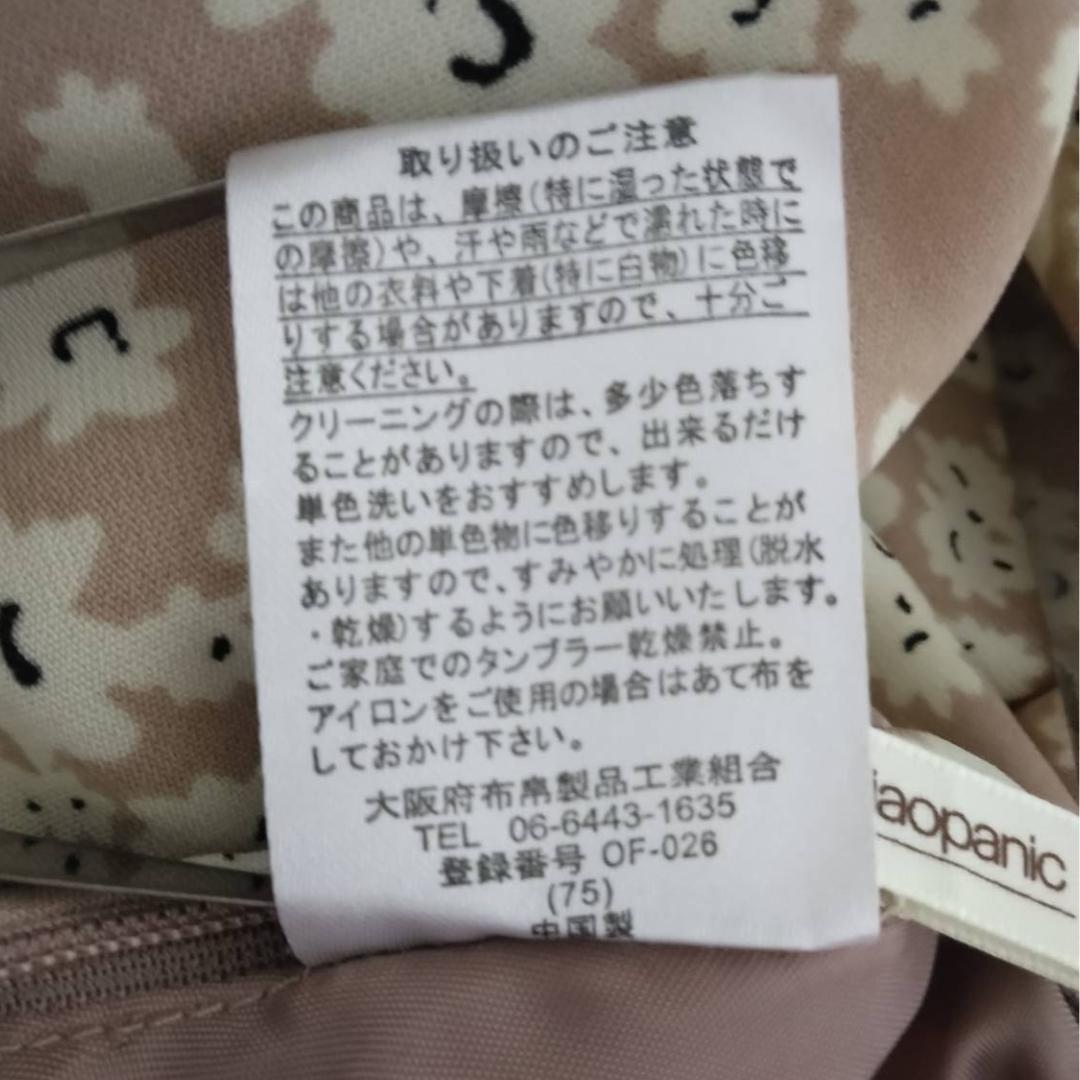 取り扱いのご注意
この商品は、摩擦(特に湿った状態で
の摩擦)や、汗や雨などで濡れた時に
は他の衣料や下着(特に白物)に色移
りする場合がありますので、十分ご
注意ください。
クリーニングの際は、多少色落ちす
ることがありますので、出来るだけ
単色洗いをおすすめします。
また他の単色物に色移りすることが
ありますので、すみやかに処理(脱水
・乾燥)するようにお願いいたします。
ご家庭でのタンブラー乾燥禁止。
アイロンをご使用の場合はあて布を
しておかけ下さい。
大阪府布帛製品工業組合
TEL 06-6443-1635
登録番号 OF-026
(75)
中国製
iaopanic